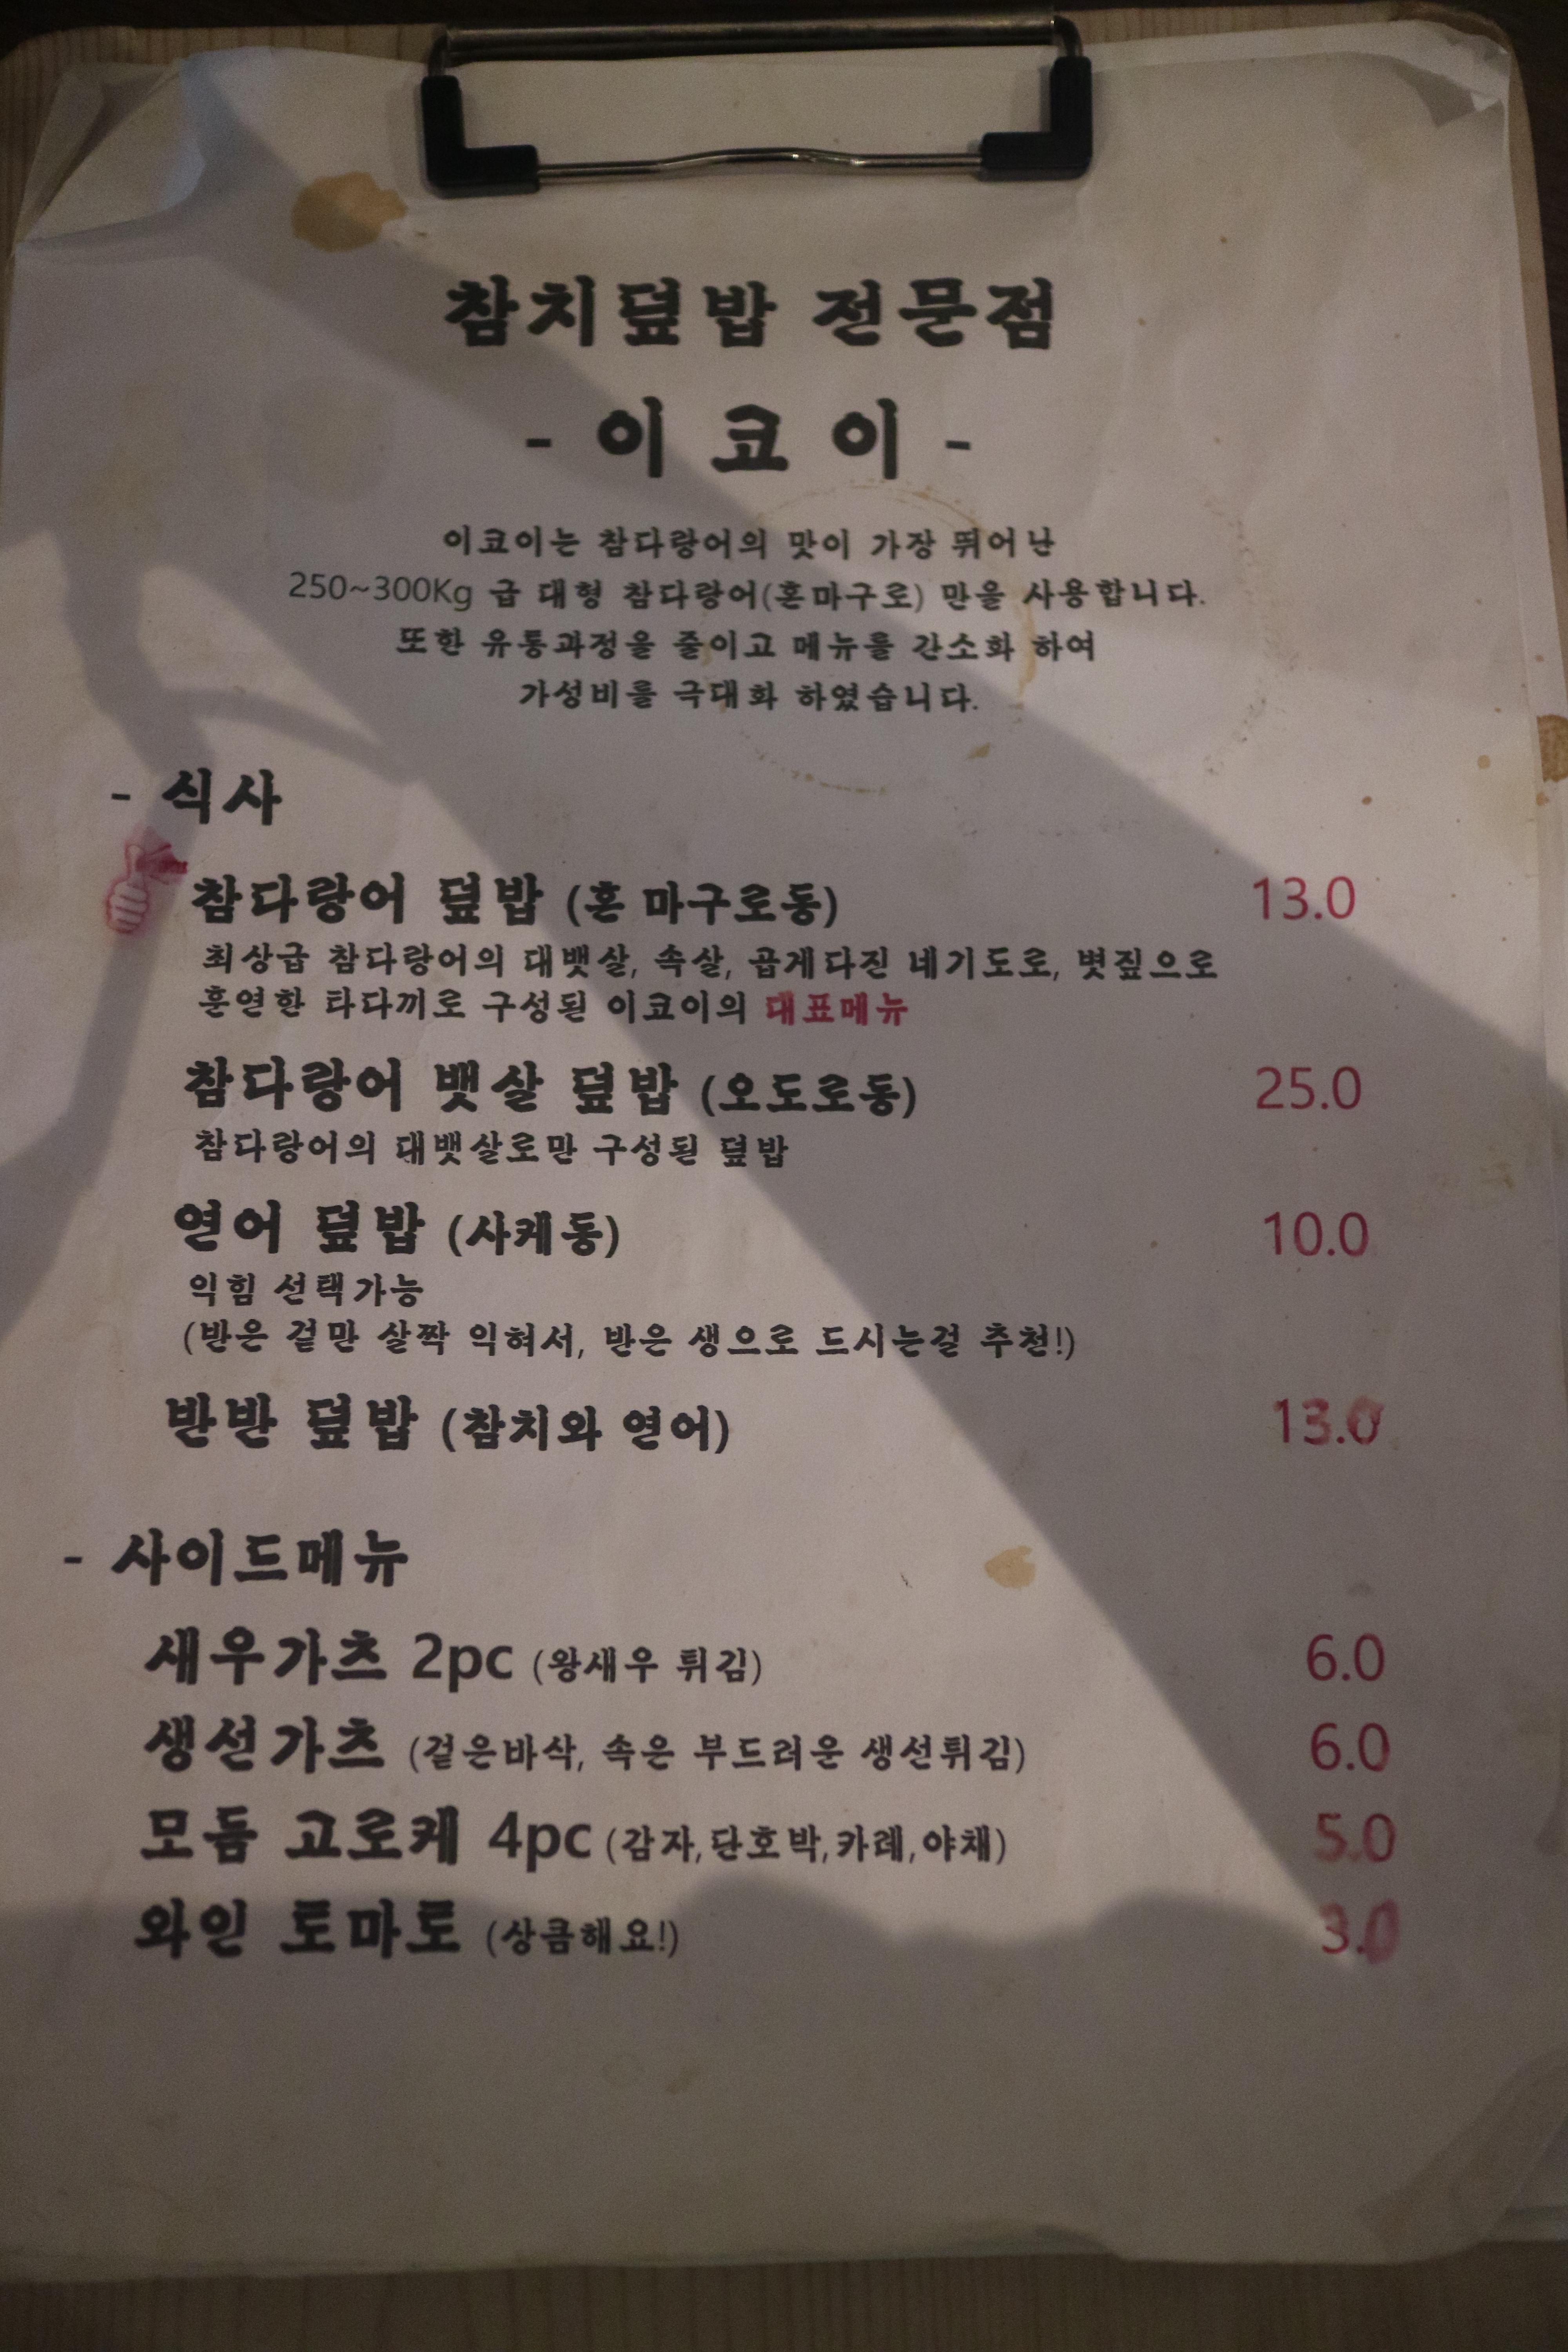 참치덮밥 전문점
- 이 쿄 이 -
이쿄이는 참다랑어의 맛이 가장 뛰어난
250~300Kg 급 대형 참다랑어(혼마구로) 만을 사용합니다.
또한 유통과정을 줄이고 메뉴를 간소화 하여
가성비를 극대화 하였습니다.
- 식사
참다랑어 덮밥 (혼 마구로동) 13.0
최상급 참다랑어의 대뱃살, 속살, 곱게다진 네기도로, 볏짚으로
훈연한 타다끼로 구성된 이쿄이의 대표메뉴
참다랑어 뱃살 덮밥 (오도로동) 25.0
참다랑어의 대뱃살로만 구성된 덮밥
연어 덮밥 (사케동) 10.0
익힘 선택가능
(반은 겉만 살짝 익혀서, 반은 생으로 드시는걸 추천!)
반반 덮밥 (참치와 연어) 13.0
- 사이드메뉴
새우가츠 2pc (왕새우 튀김) 6.0
생선가츠 (겉은바삭, 속은 부드러운 생선튀김) 6.0
모듬 고로케 4pc (감자,단호박,카레,야채) 5.0
와인 토마토 (상큼해요!) 3.0